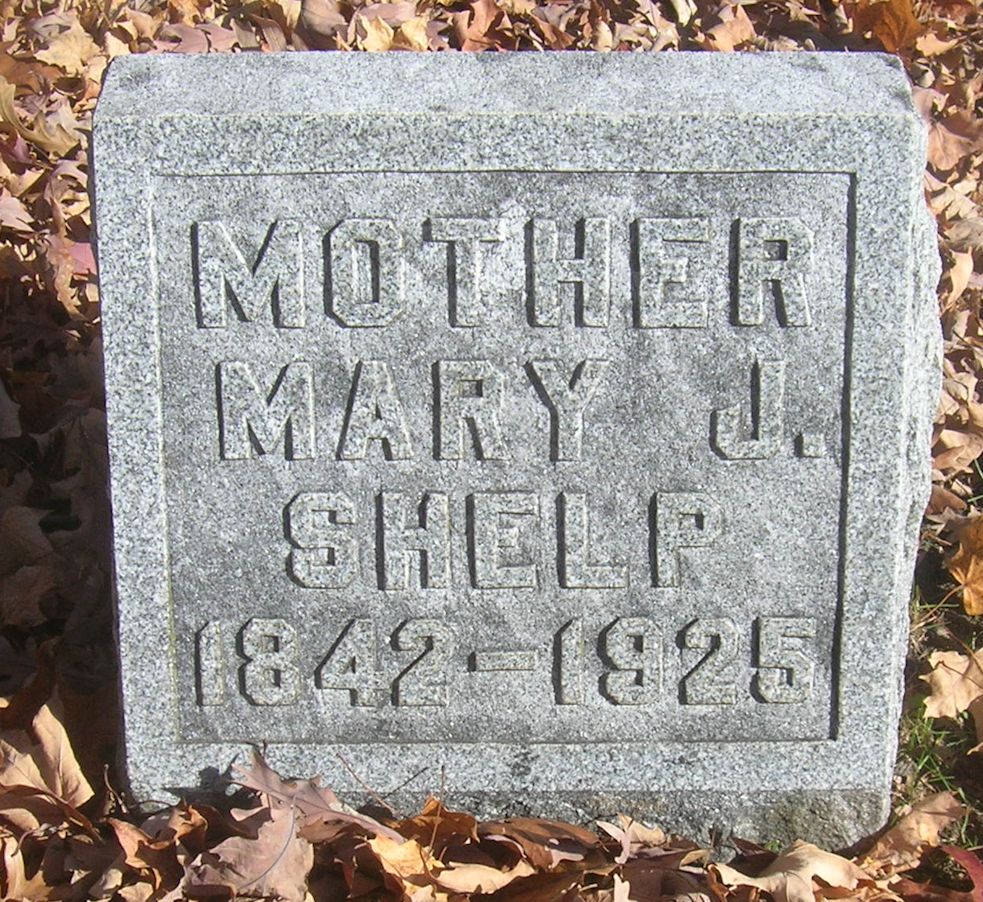 MOTHER
MARY J.
SHELP
1842-1925